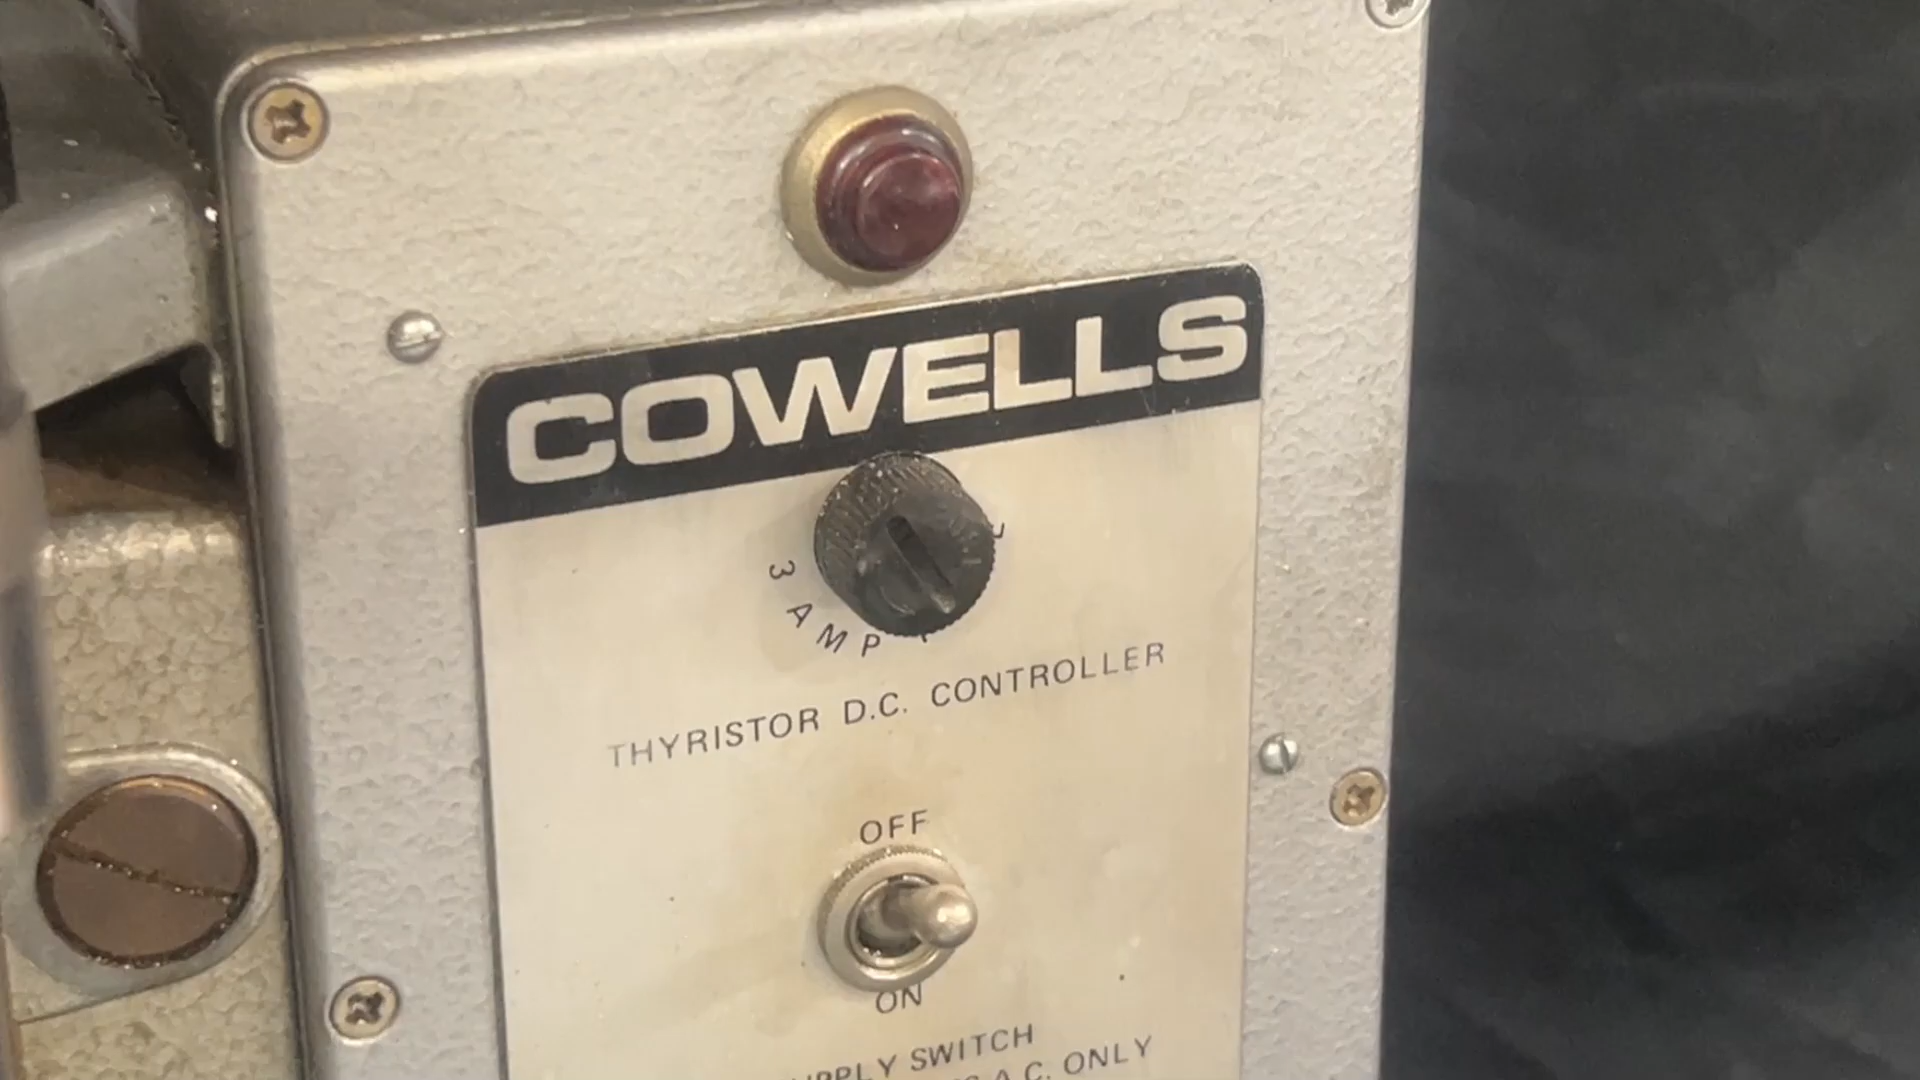 COWELLS
3 AMP
THYRISTOR D.C. CONTROLLER
OFF
ON
SWITCH
A.C. ONLY